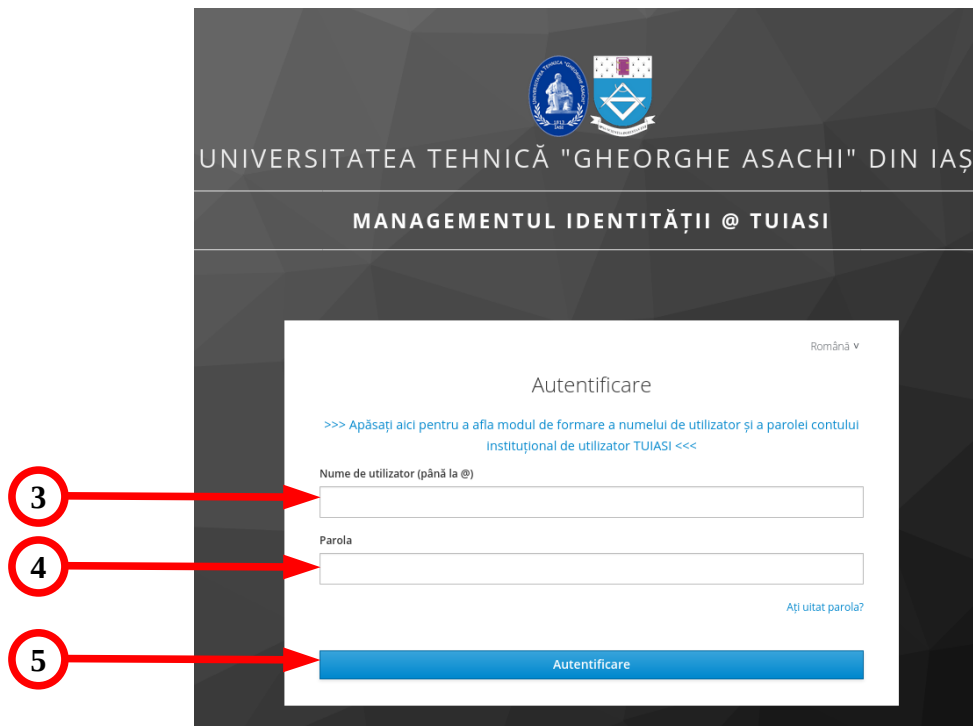 UNIVERSITATEA TEHNICĂ "GHEORGHE ASACHI" DIN IAȘ
MANAGEMENTUL IDENTITĂȚII @ TUIASI
Română
Autentificare
>>> Apăsați aici pentru a afla modul de formare a numelui de utilizator și a parolei contului
instituțional de utilizator TUIASI <<<
Nume de utilizator (până la @)
3
Parola
4
Ați uitat parola?
5
Autentificare